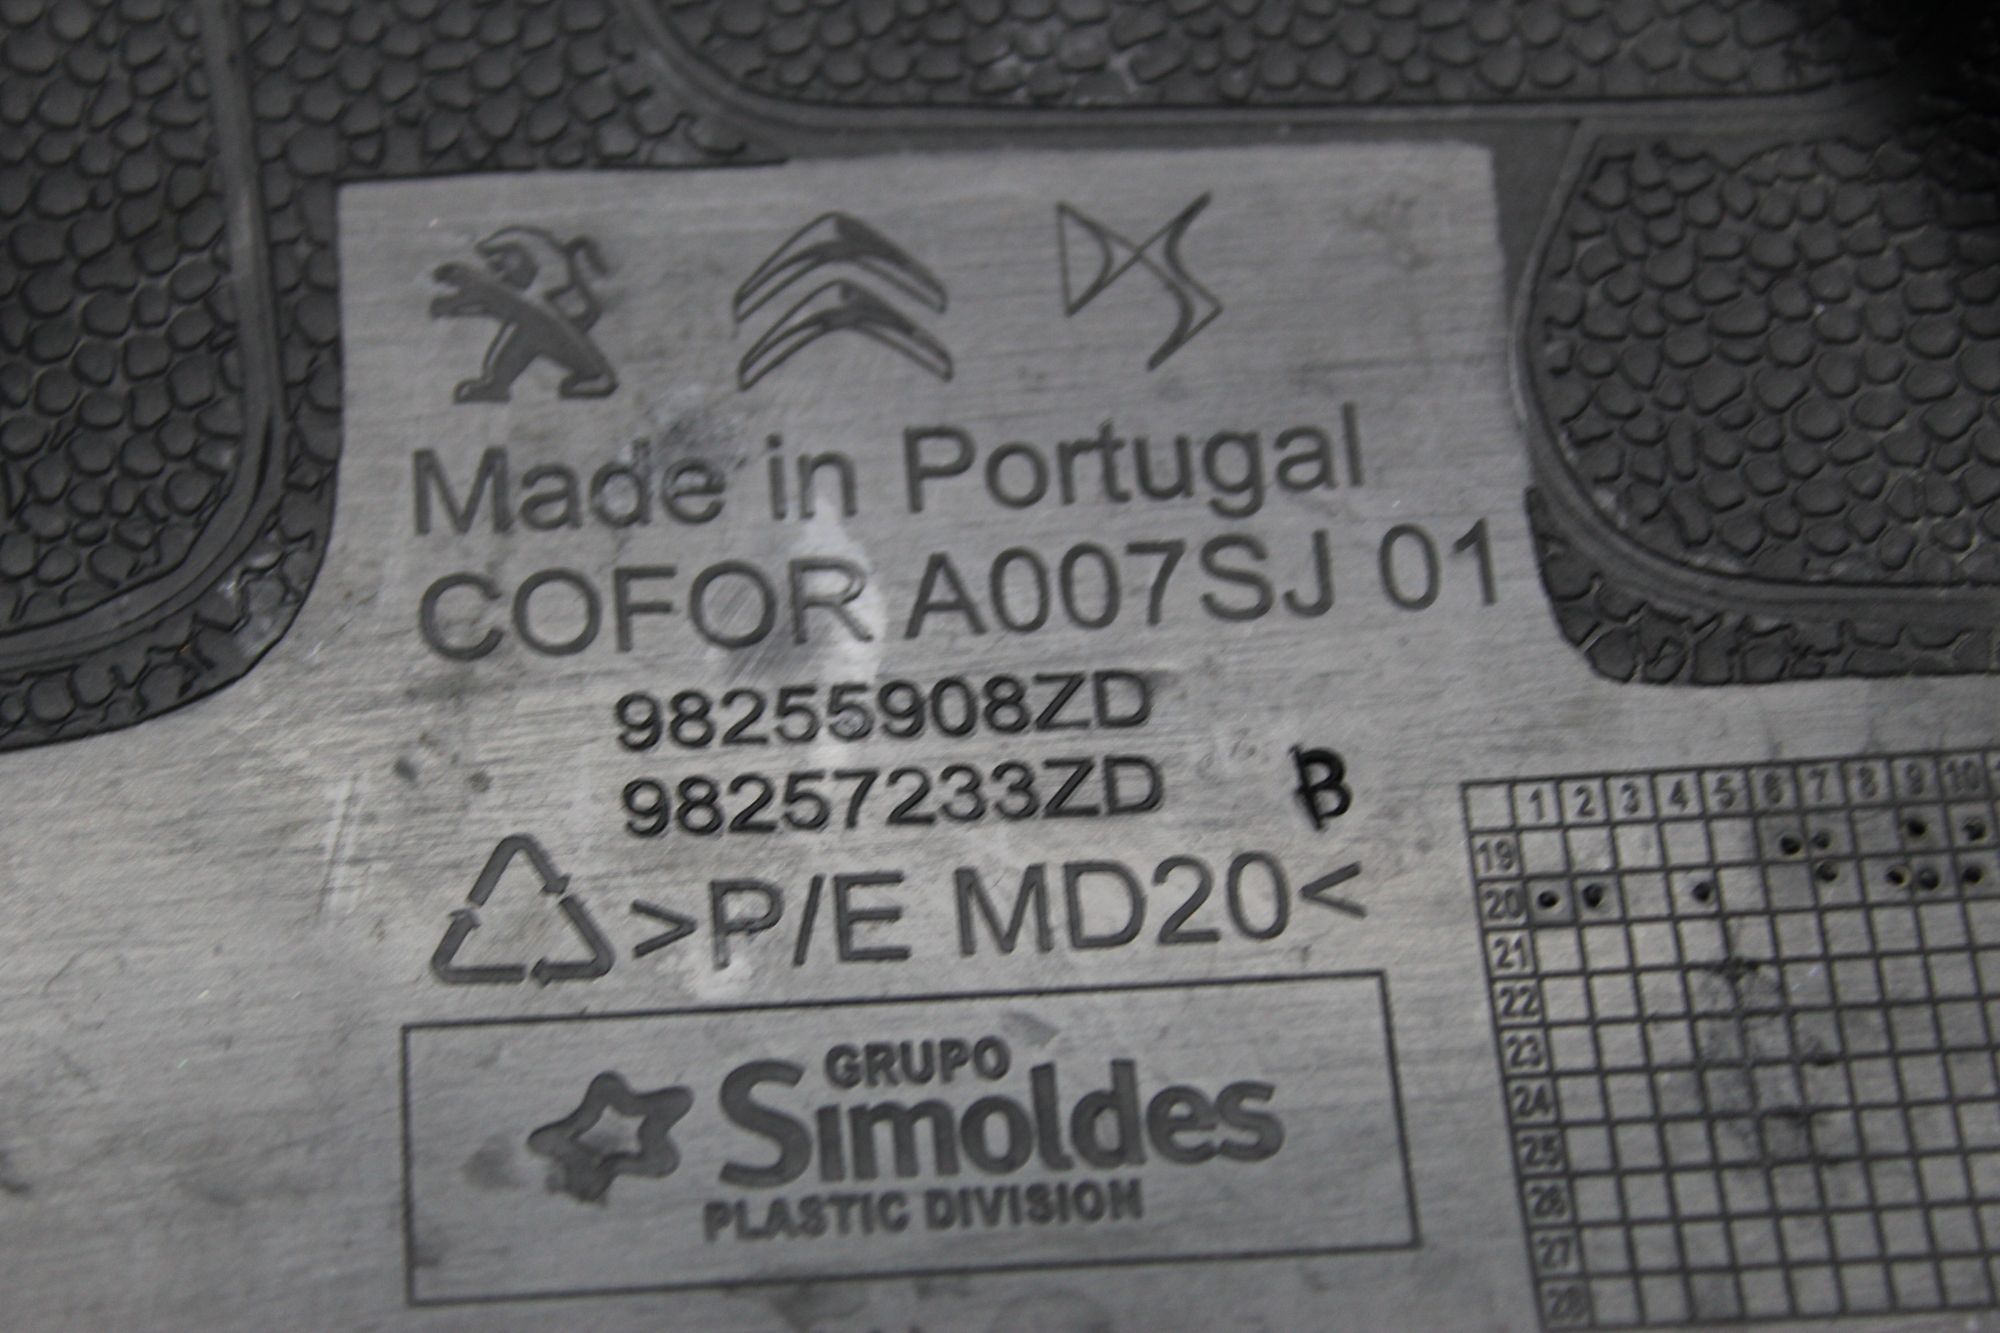 DS
Made in Portugal
COFOR A007SJ 01
98255908ZD
98257233ZD B
>P/E MD20<
GRUPO
Simoldes
PLASTIC DIVISION
1 2 3 4 5 6 7 8 9 10
19
20
21
22
23
24
25
26
27
28